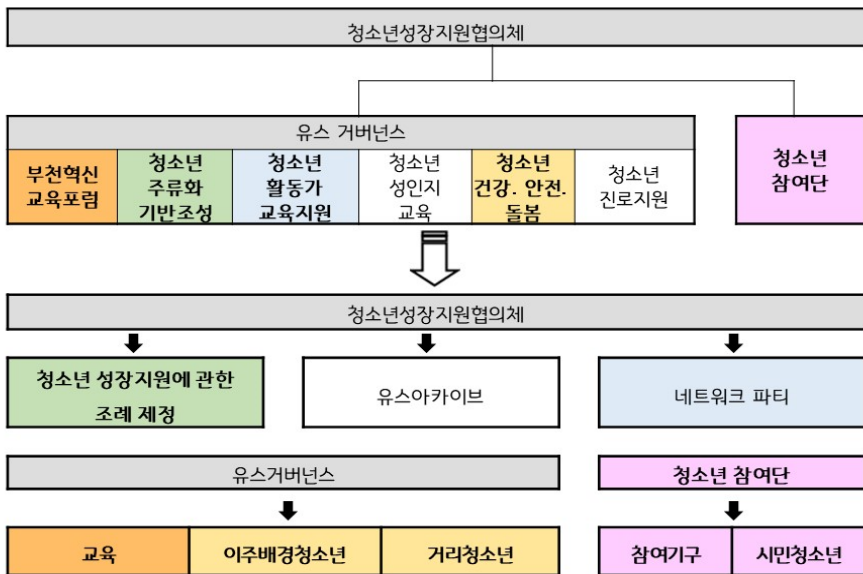 청소년성장지원협의체
유스 거버넌스
부천혁신
교육포럼
청소년
주류화
기반조성
청소년
활동가
교육지원
청소년
성인지
교육
청소년
건강. 안전.
돌봄
청소년
진로지원
청소년
참여단
청소년성장지원협의체
청소년 성장지원에 관한
조례 제정
유스아카이브
네트워크 파티
유스거버넌스
청소년 참여단
교육
이주배경청소년
거리청소년
참여기구
시민청소년